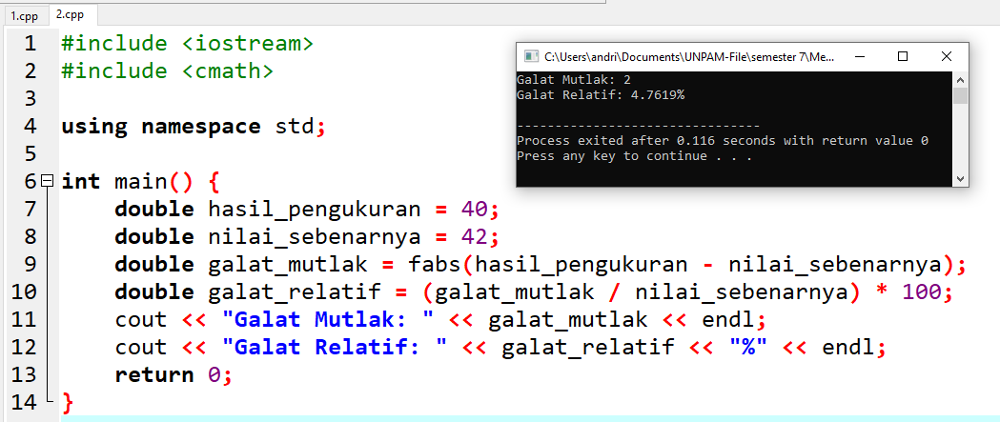 1.cpp 2.cpp
1 #include <iostream>
2 #include <cmath>
3
4 using namespace std;
5
6 int main() {
7 double hasil_pengukuran = 40;
8 double nilai_sebenarnya = 42;
9 double galat_mutlak = fabs(hasil_pengukuran - nilai_sebenarnya);
10 double galat_relatif = (galat_mutlak / nilai_sebenarnya) * 100;
11 cout << "Galat Mutlak: " << galat_mutlak << endl;
12 cout << "Galat Relatif: " << galat_relatif << "%" << endl;
13 return 0;
14 }
C:\Users\andri\Documents\UNPAM-File\semester 7\Me...
Galat Mutlak: 2
Galat Relatif: 4.7619%
--------------------------------
Process exited after 0.116 seconds with return value 0
Press any key to continue . . .